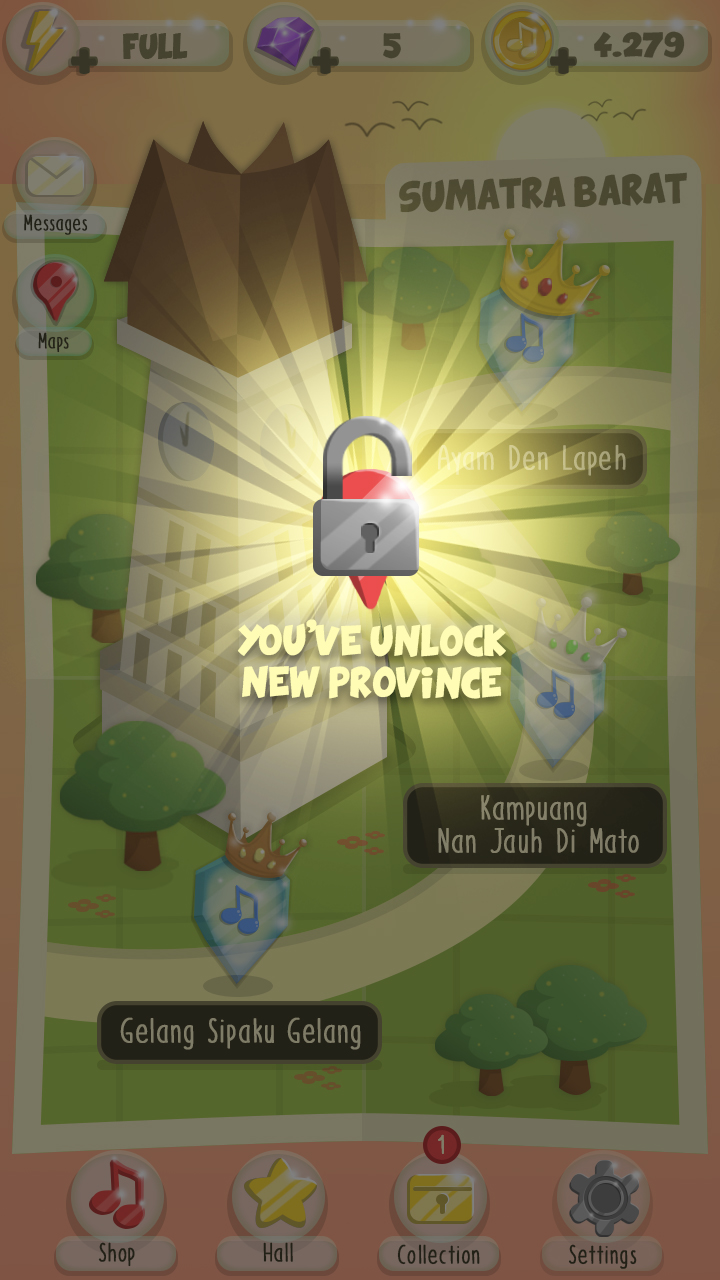 FULL
5
4.279
SUMATRA BARAT
Messages
Maps
Ayam Den Lapeh
YOU'VE UNLOCK
NEW PROVINCE
Kampuang
Nan Jauh Di Mato
Gelang Sipaku Gelang
1
Shop
Hall
Collection
Settings